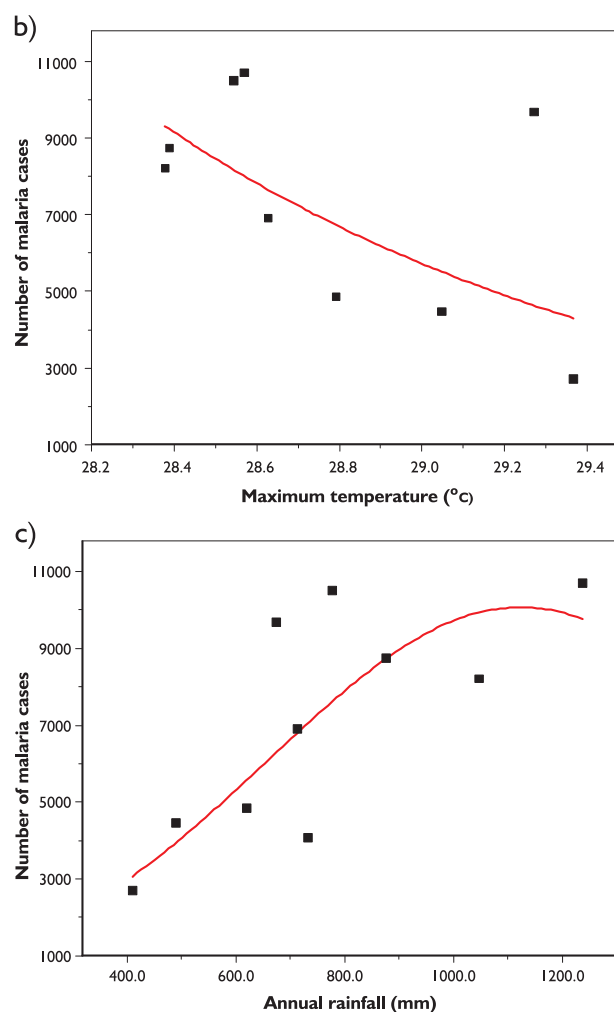 b)
11000
9000
7000
5000
3000
1000
Number of malaria cases
28.2 28.4 28.6 28.8 29.0 29.2 29.4
Maximum temperature (°C)
c)
11000
9000
7000
5000
3000
1000
Number of malaria cases
400.0 600.0 800.0 1000.0 1200.0
Annual rainfall (mm)